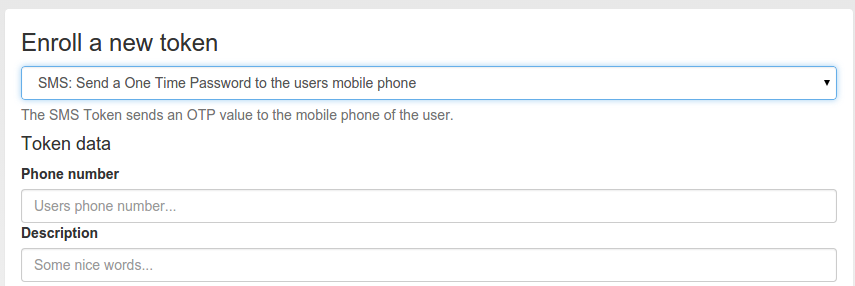 Enroll a new token
SMS: Send a One Time Password to the users mobile phone
The SMS Token sends an OTP value to the mobile phone of the user.
Token data
Phone number
Users phone number...
Description
Some nice words...